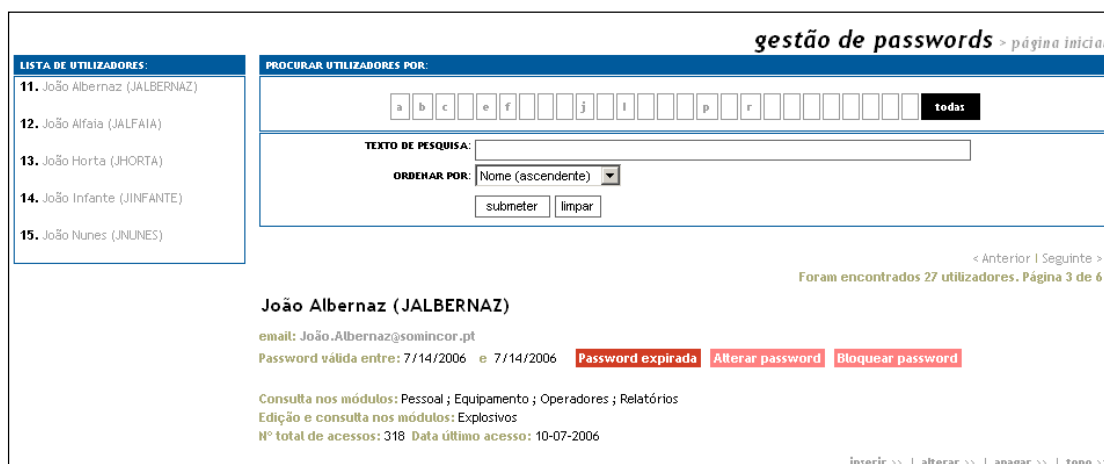 gestão de passwords > página inicial
LISTA DE UTILIZADORES:
11. João Albernaz (JALBERNAZ)
12. João Alfaia (JALFAIA)
13. João Horta (JHORTA)
14. João Infante (JINFANTE)
15. João Nunes (JNUNES)
PROCURAR UTILIZADORES POR:
a b c e f j l p r todas
TEXTO DE PESQUISA:
ORDENAR POR: Nome (ascendente)
submeter limpar
< Anterior | Seguinte >
Foram encontrados 27 utilizadores. Página 3 de 6
João Albernaz (JALBERNAZ)
email: João.Albernaz@somincor.pt
Password válida entre: 7/14/2006 e 7/14/2006 Password expirada Alterar password Bloquear password
Consulta nos módulos: Pessoal ; Equipamento ; Operadores ; Relatórios
Edição e consulta nos módulos: Explosivos
Nº total de acessos: 318 Data último acesso: 10-07-2006
inserir >> | alterar >> | apagar >> | topo >>